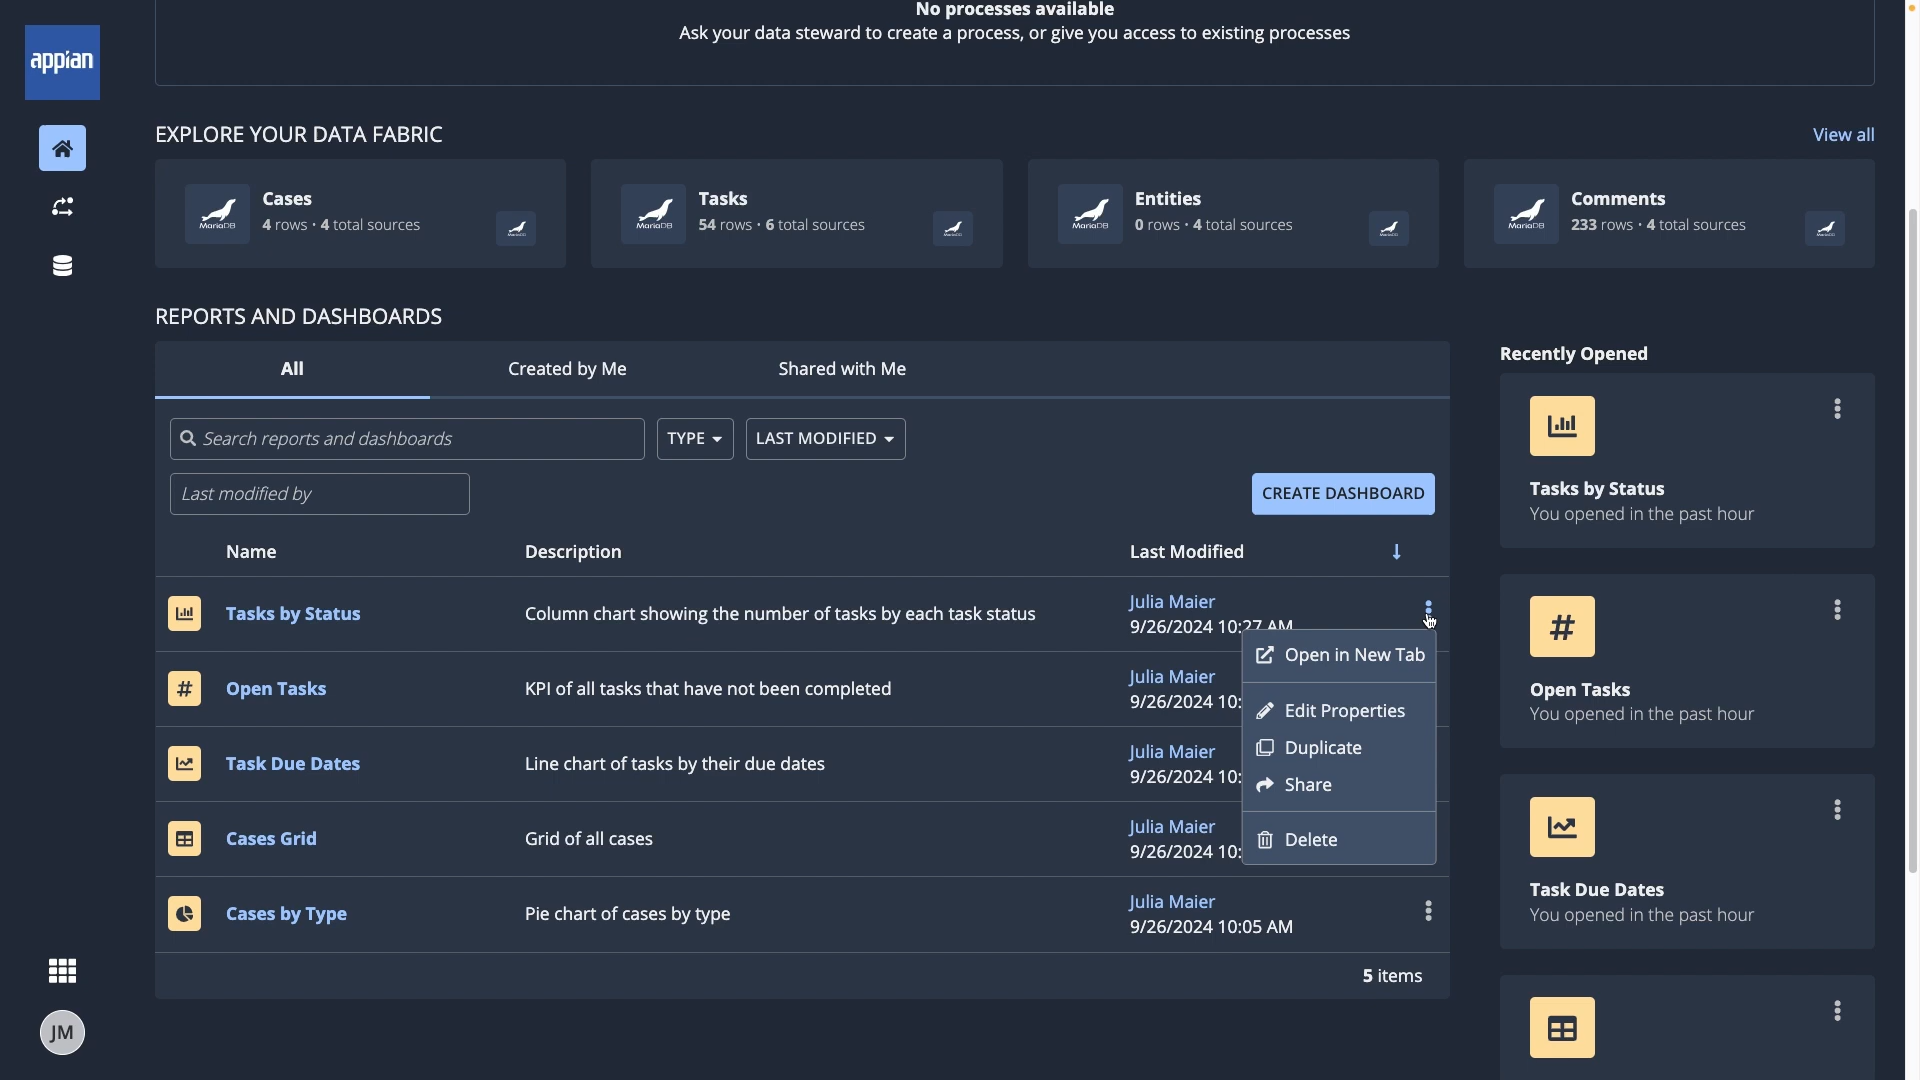 No processes available
Ask your data steward to create a process, or give you access to existing processes
appian
EXPLORE YOUR DATA FABRIC
View all
MariaDB
Cases
4 rows · 4 total sources
MariaDB
MariaDB
Tasks
54 rows · 6 total sources
MariaDB
MariaDB
Entities
0 rows · 4 total sources
MariaDB
MariaDB
Comments
233 rows · 4 total sources
MariaDB
REPORTS AND DASHBOARDS
All
Created by Me
Shared with Me
Search reports and dashboards
TYPE
LAST MODIFIED
Last modified by
CREATE DASHBOARD
Name
Description
Last Modified
Tasks by Status
Column chart showing the number of tasks by each task status
Julia Maier
9/26/2024 10:27 AM
Open Tasks
KPI of all tasks that have not been completed
Julia Maier
9/26/2024 10:
Task Due Dates
Line chart of tasks by their due dates
Julia Maier
9/26/2024 10:
Cases Grid
Grid of all cases
Julia Maier
9/26/2024 10:
Cases by Type
Pie chart of cases by type
Julia Maier
9/26/2024 10:05 AM
5 items
Open in New Tab
Edit Properties
Duplicate
Share
Delete
Recently Opened
Tasks by Status
You opened in the past hour
#
Open Tasks
You opened in the past hour
Task Due Dates
You opened in the past hour
JM